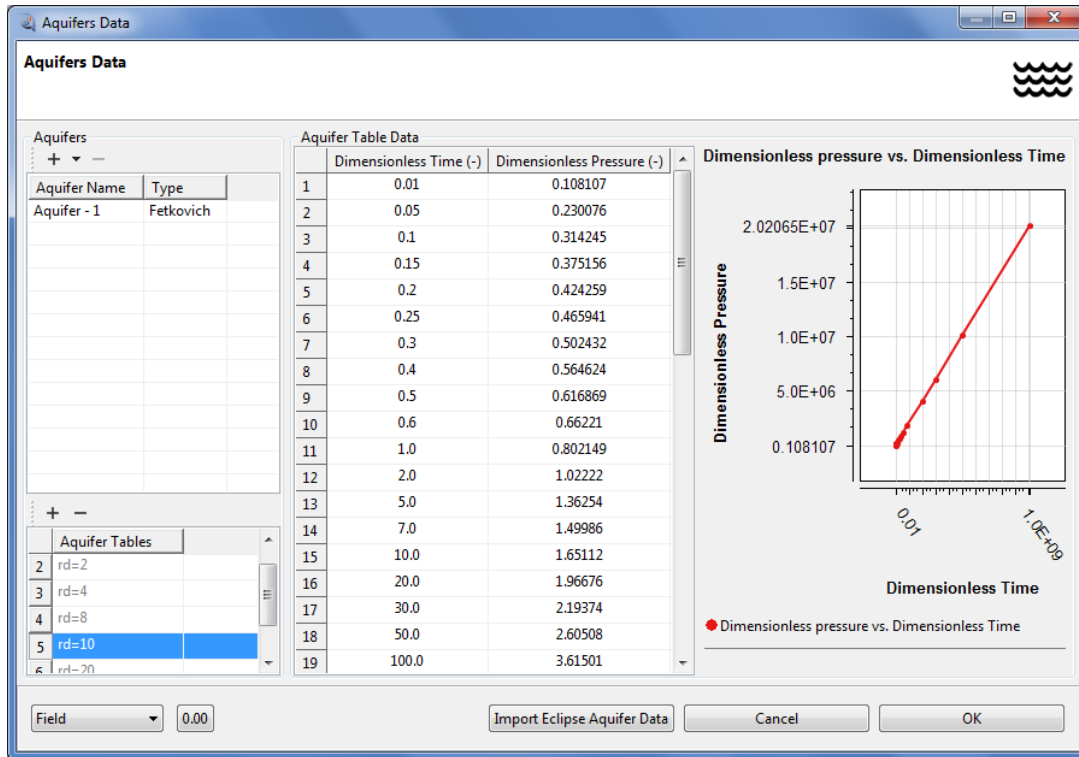 Aquifers Data
Aquifers Data
Aquifers
Aquifer Name Type
Aquifer - 1 Fetkovich
Aquifer Tables
2 rd=2
3 rd=4
4 rd=8
5 rd=10
6 rd=20
Aquifer Table Data
Dimensionless Time (-) Dimensionless Pressure (-)
1 0.01 0.108107
2 0.05 0.230076
3 0.1 0.314245
4 0.15 0.375156
5 0.2 0.424259
6 0.25 0.465941
7 0.3 0.502432
8 0.4 0.564624
9 0.5 0.616869
10 0.6 0.66221
11 1.0 0.802149
12 2.0 1.02222
13 5.0 1.36254
14 7.0 1.49986
15 10.0 1.65112
16 20.0 1.96676
17 30.0 2.19374
18 50.0 2.60508
19 100.0 3.61501
Dimensionless pressure vs. Dimensionless Time
Dimensionless Pressure
2.02065E+07
1.5E+07
1.0E+07
5.0E+06
0.108107
0.01 1.0E+09
Dimensionless Time
Dimensionless pressure vs. Dimensionless Time
Field 0.00 Import Eclipse Aquifer Data Cancel OK